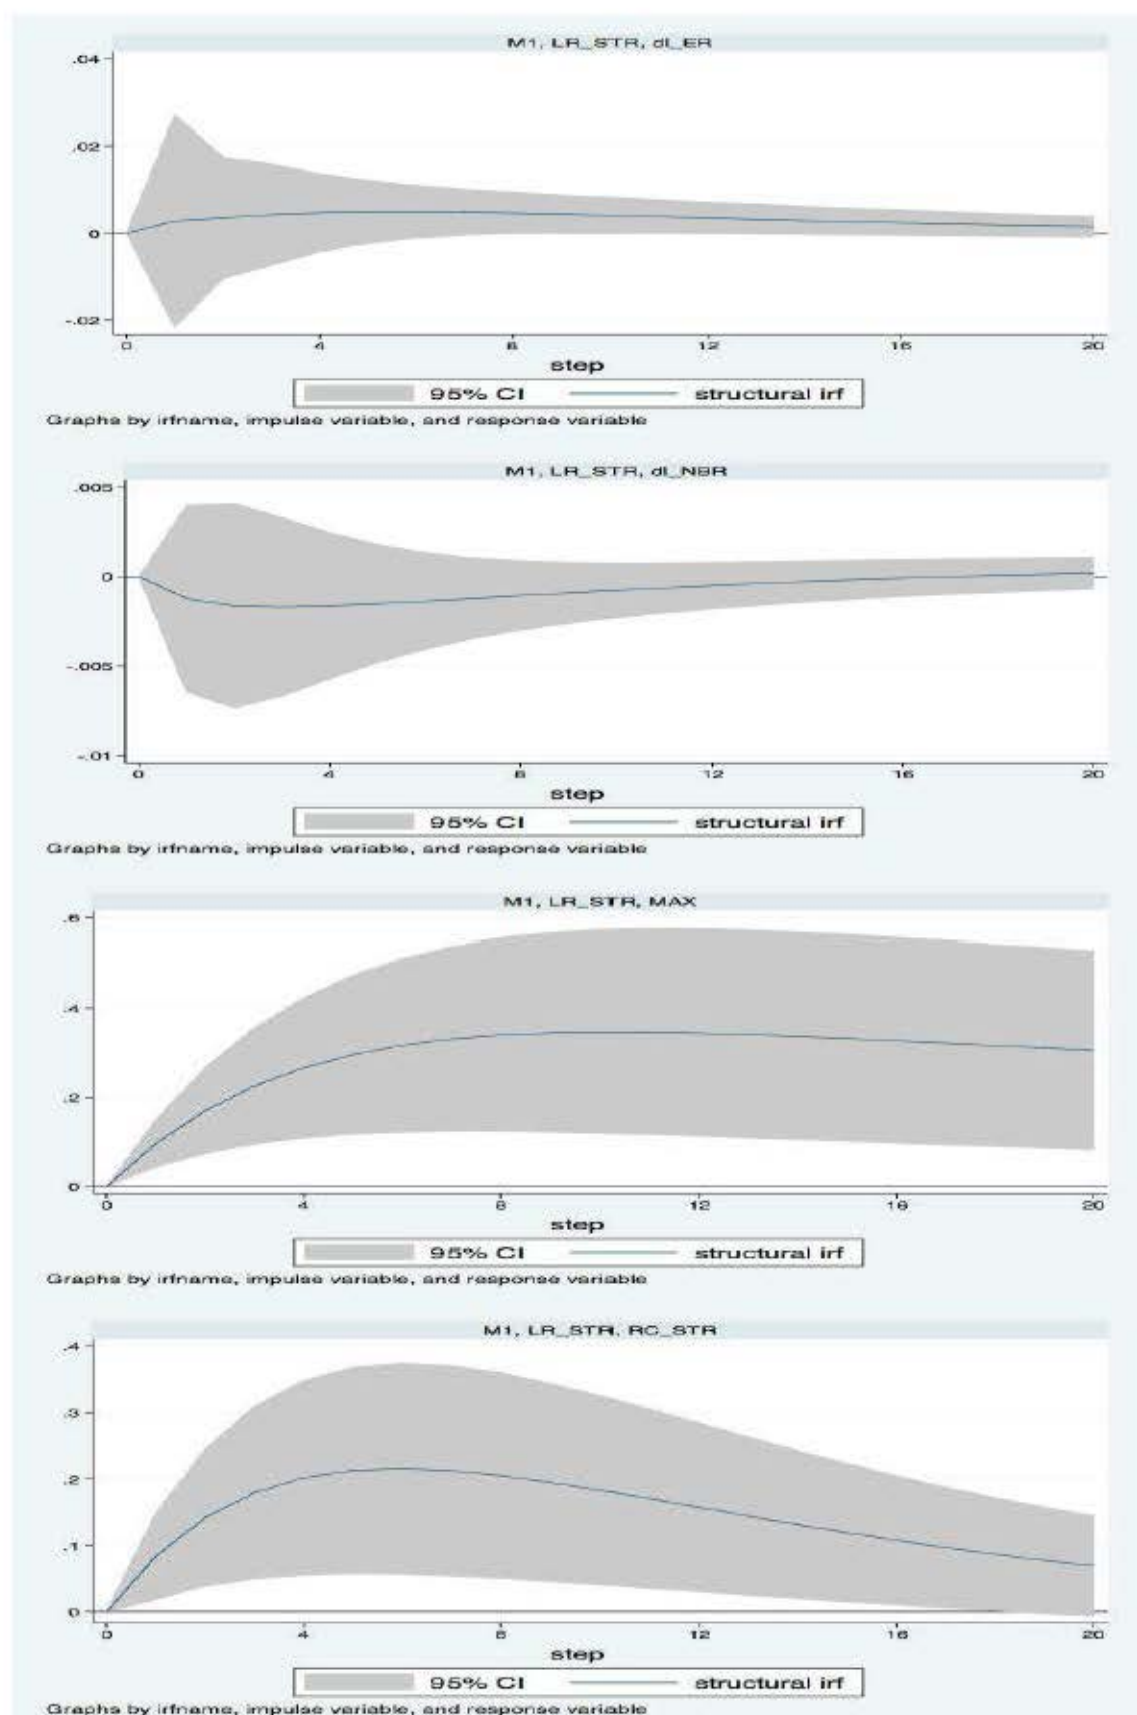 M1, LR_STR, dl_ER
.04
.02
0
-.02
0 4 8 12 16 20
step
95% CI structural irf
Graphs by irfname, impulse variable, and response variable
M1, LR_STR, dl_NBR
.005
0
-.005
-.01
0 4 8 12 16 20
step
95% CI structural irf
Graphs by irfname, impulse variable, and response variable
M1, LR_STR, MAX
.6
.4
.2
0
0 4 8 12 16 20
step
95% CI structural irf
Graphs by irfname, impulse variable, and response variable
M1, LR_STR, RC_STR
.4
.3
.2
.1
0
0 4 8 12 16 20
step
95% CI structural irf
Graphs by irfname, impulse variable, and response variable